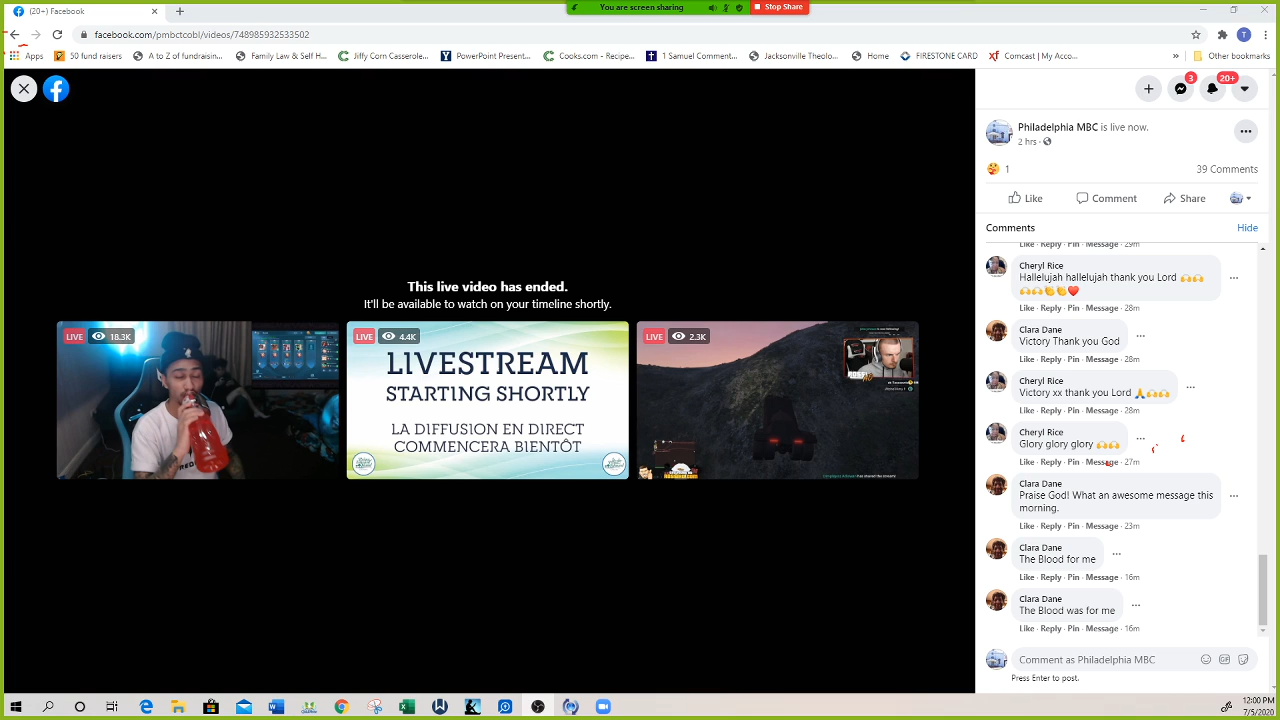 You are screen sharing
Stop Share
(20+) Facebook
facebook.com/pmbctcobl/videos/748985932533502
Apps
50 fund raisers
A to Z of fundraisin...
Family Law & Self H...
Jiffy Corn Casserole...
PowerPoint Present...
Cooks.com - Recipe...
1 Samuel Comment...
Jacksonville Theolo...
Home
FIRESTONE CARD
Comcast | My Acco...
»
Other bookmarks
3
20+
Philadelphia MBC is live now.
2 hrs ·
1
39 Comments
Like
Comment
Share
Comments
Hide
Like · Reply · Pin · Message · 29m
Cheryl Rice
Hallelujah hallelujah thank you Lord 🙌🙌
🙌🙌👏👏❤️
Like · Reply · Pin · Message · 28m
Clara Dane
Victory Thank you God
Like · Reply · Pin · Message · 28m
Cheryl Rice
Victory xx thank you Lord 🙏🙌🙌
Like · Reply · Pin · Message · 28m
Cheryl Rice
Glory glory glory 🙌🙌
Like · Reply · Pin · Message · 27m
Clara Dane
Praise God! What an awesome message this
morning.
Like · Reply · Pin · Message · 23m
Clara Dane
The Blood for me
Like · Reply · Pin · Message · 16m
Clara Dane
The Blood was for me
Like · Reply · Pin · Message · 16m
Comment as Philadelphia MBC
GIF
Press Enter to post.
This live video has ended.
It'll be available to watch on your timeline shortly.
LIVE
18.3K
LIVE
4.4K
LIVESTREAM
STARTING SHORTLY
LA DIFFUSION EN DIRECT
COMMENCERA BIENTÔT
LIVE
2.3K
12:00 PM
7/5/2020